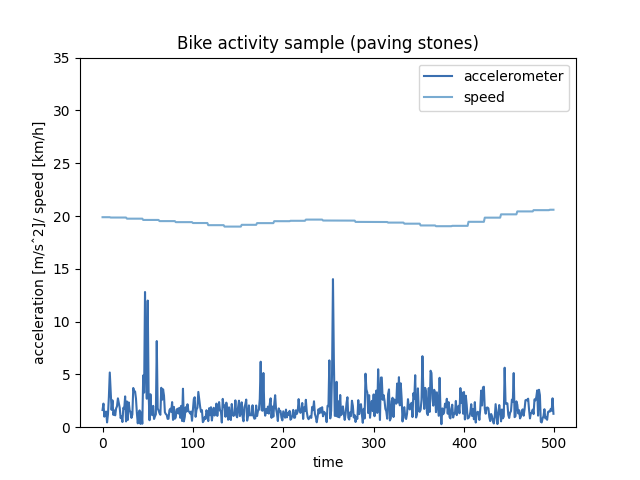 Bike activity sample (paving stones)
accelerometer
speed
acceleration [m/s^2]/ speed [km/h]
35
30
25
20
15
10
5
0
0 100 200 300 400 500
time